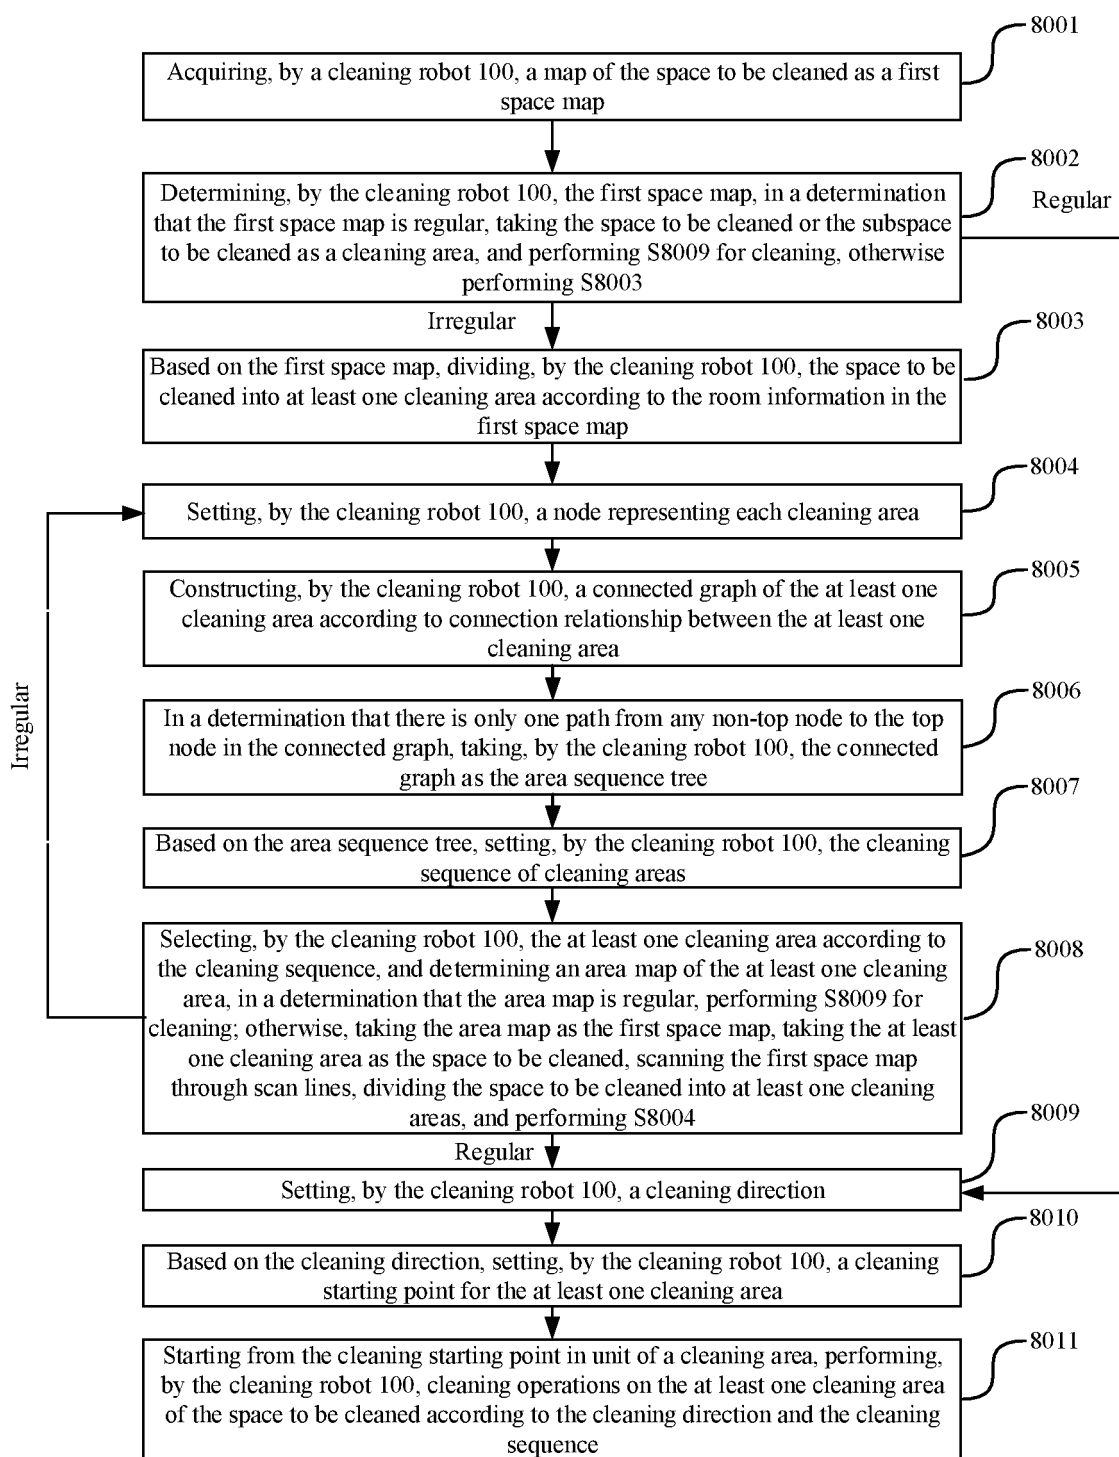 8001
Acquiring, by a cleaning robot 100, a map of the space to be cleaned as a first
space map
8002
Regular
Determining, by the cleaning robot 100, the first space map, in a determination
that the first space map is regular, taking the space to be cleaned or the subspace
to be cleaned as a cleaning area, and performing S8009 for cleaning, otherwise
performing S8003
Irregular
8003
Based on the first space map, dividing, by the cleaning robot 100, the space to be
cleaned into at least one cleaning area according to the room information in the
first space map
8004
Setting, by the cleaning robot 100, a node representing each cleaning area
8005
Constructing, by the cleaning robot 100, a connected graph of the at least one
cleaning area according to connection relationship between the at least one
cleaning area
Irregular
8006
In a determination that there is only one path from any non-top node to the top
node in the connected graph, taking, by the cleaning robot 100, the connected
graph as the area sequence tree
8007
Based on the area sequence tree, setting, by the cleaning robot 100, the cleaning
sequence of cleaning areas
8008
Selecting, by the cleaning robot 100, the at least one cleaning area according to
the cleaning sequence, and determining an area map of the at least one cleaning
area, in a determination that the area map is regular, performing S8009 for
cleaning; otherwise, taking the area map as the first space map, taking the at least
one cleaning area as the space to be cleaned, scanning the first space map
through scan lines, dividing the space to be cleaned into at least one cleaning
areas, and performing S8004
8009
Regular
Setting, by the cleaning robot 100, a cleaning direction
8010
Based on the cleaning direction, setting, by the cleaning robot 100, a cleaning
starting point for the at least one cleaning area
8011
Starting from the cleaning starting point in unit of a cleaning area, performing,
by the cleaning robot 100, cleaning operations on the at least one cleaning area
of the space to be cleaned according to the cleaning direction and the cleaning
sequence